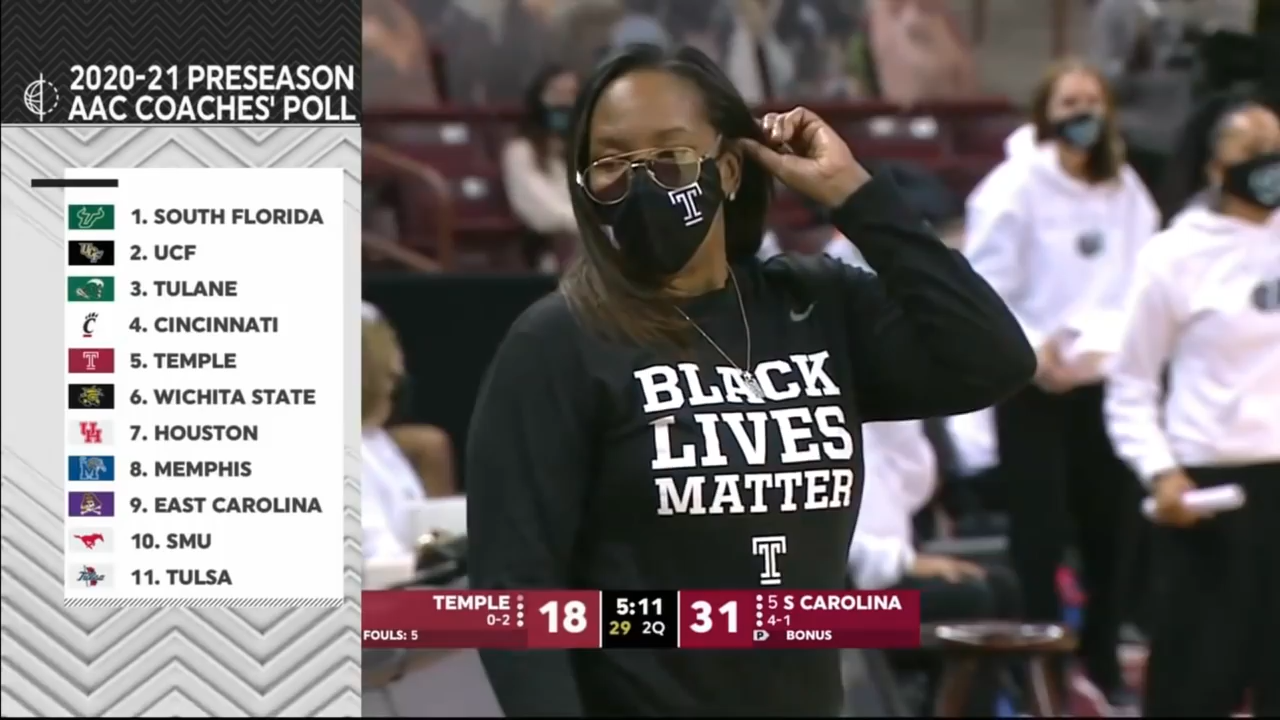 2020-21 PRESEASON
AAC COACHES' POLL
1. SOUTH FLORIDA
2. UCF
3. TULANE
4. CINCINNATI
5. TEMPLE
6. WICHITA STATE
7. HOUSTON
8. MEMPHIS
9. EAST CAROLINA
10. SMU
11. TULSA
T
BLACK
LIVES
MATTER
T
TEMPLE
0-2
FOULS: 5
18
5:11
29 2Q
31
5 S CAROLINA
4-1
P BONUS